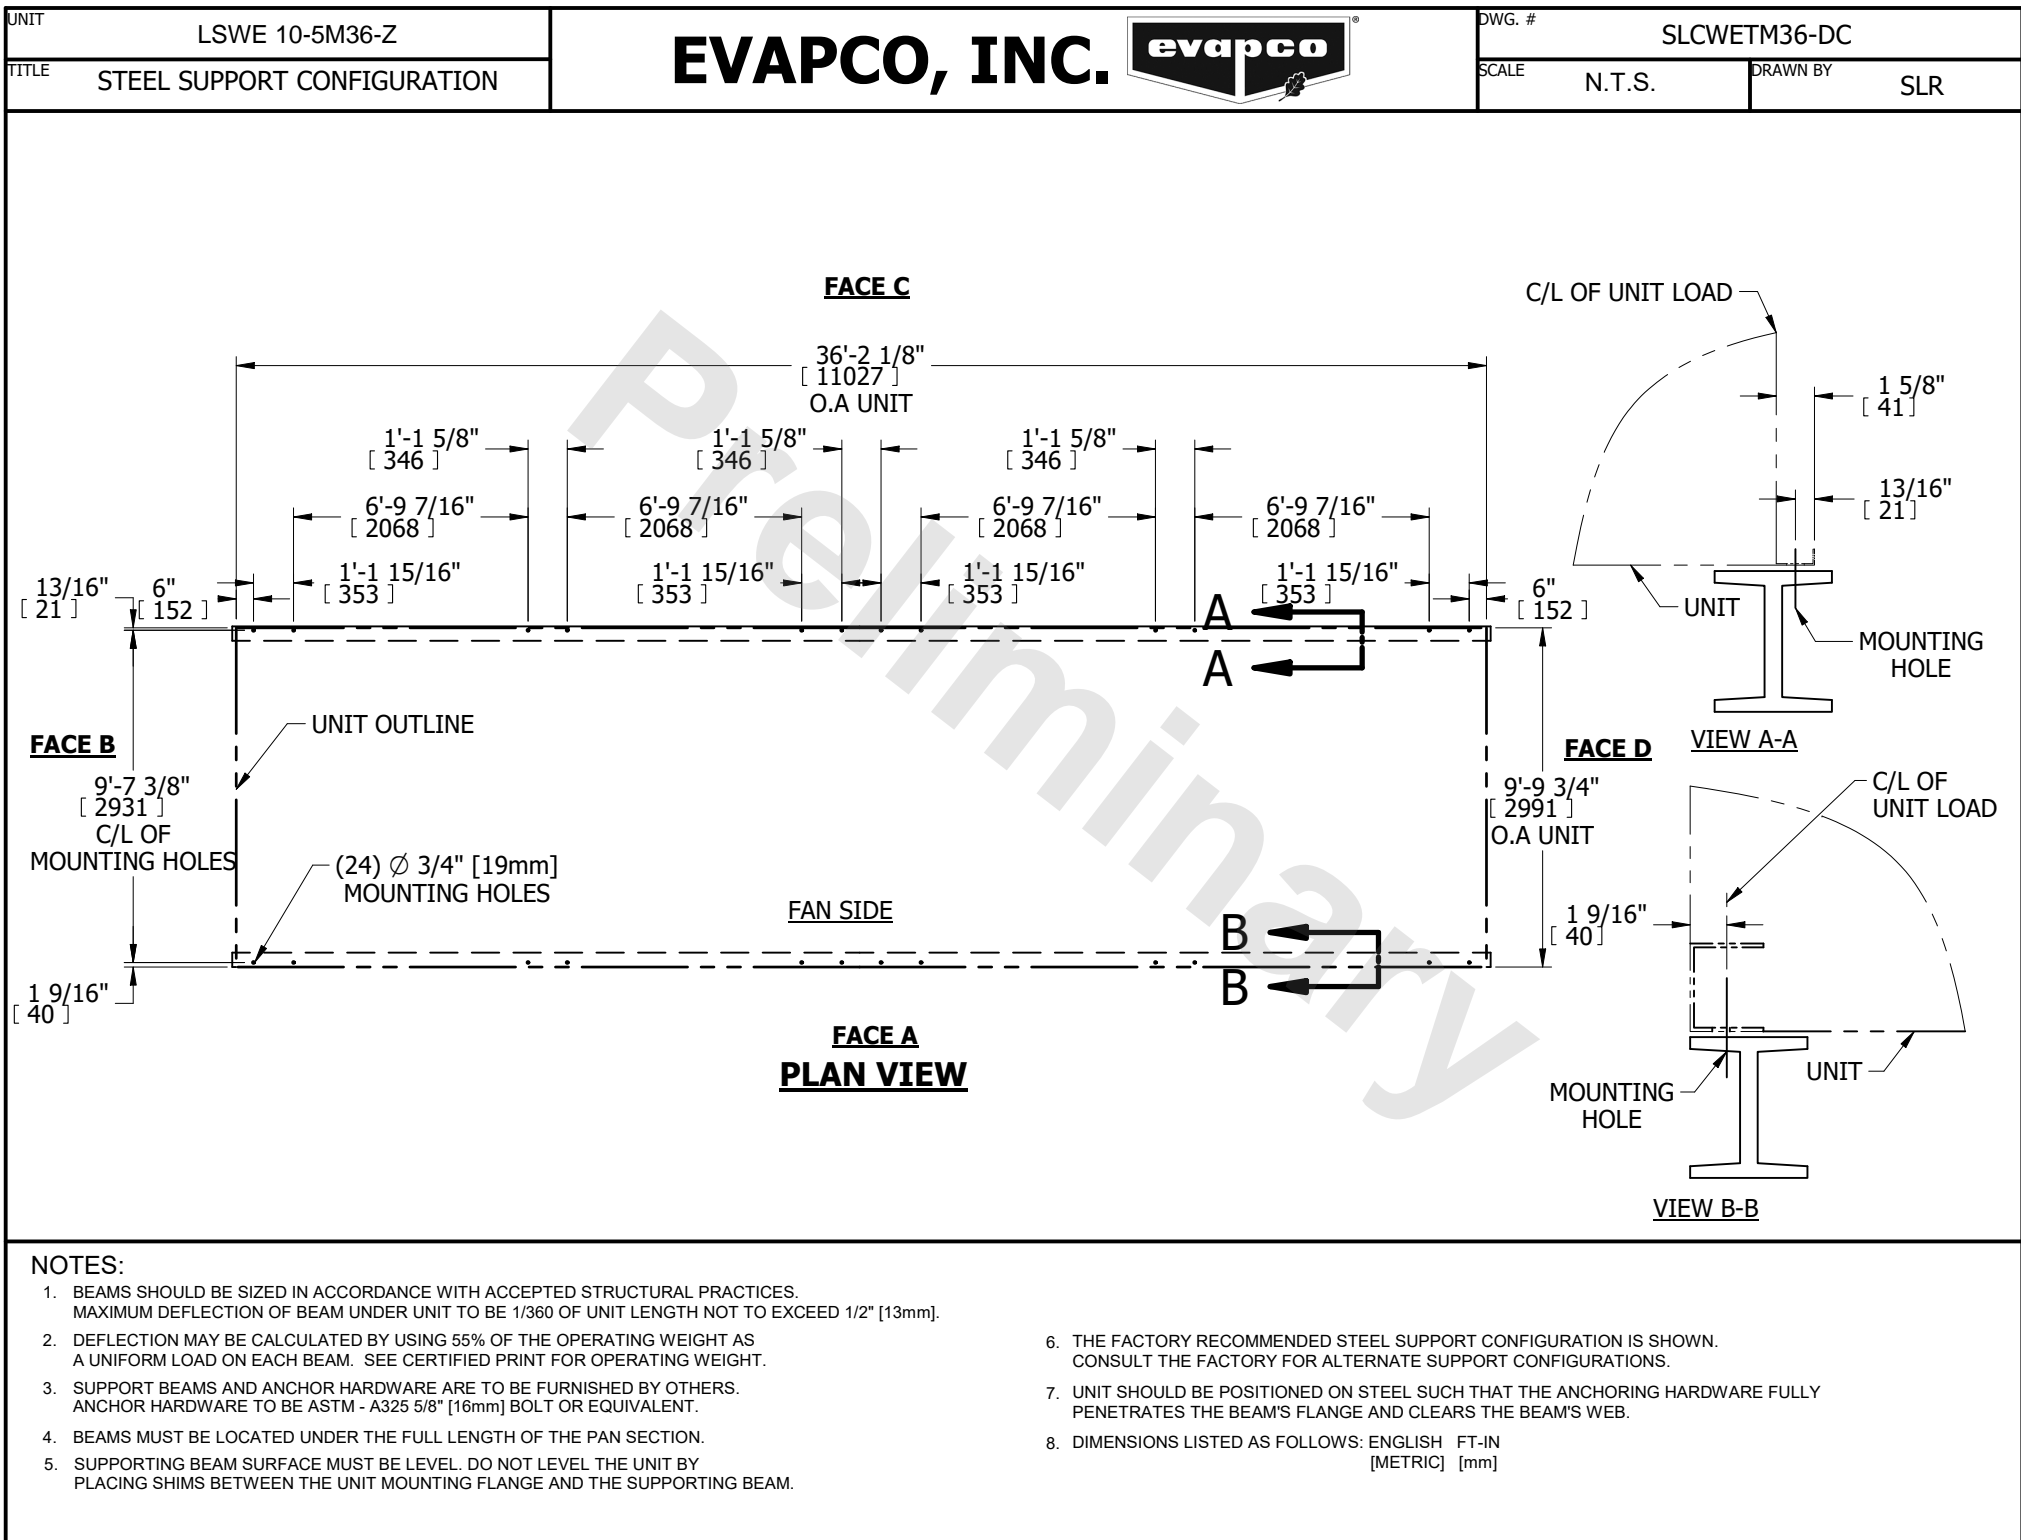 UNIT
LSWE 10-5M36-Z
TITLE
STEEL SUPPORT CONFIGURATION
EVAPCO, INC.
evapco
®
DWG. #
SLCWETM36-DC
SCALE
N.T.S.
DRAWN BY
SLR
Preliminary
FACE C
36'-2 1/8"
[ 11027 ]
O.A UNIT
1'-1 5/8"
[ 346 ]
1'-1 5/8"
[ 346 ]
1'-1 5/8"
[ 346 ]
6'-9 7/16"
[ 2068 ]
6'-9 7/16"
[ 2068 ]
6'-9 7/16"
[ 2068 ]
6'-9 7/16"
[ 2068 ]
13/16"
[ 21 ]
6"
[ 152 ]
1'-1 15/16"
[ 353 ]
1'-1 15/16"
[ 353 ]
1'-1 15/16"
[ 353 ]
1'-1 15/16"
[ 353 ]
6"
[ 152 ]
A
A
UNIT OUTLINE
FACE B
9'-7 3/8"
[ 2931 ]
C/L OF
MOUNTING HOLES
(24) Ø 3/4" [19mm]
MOUNTING HOLES
FAN SIDE
B
B
FACE D
9'-9 3/4"
[ 2991 ]
O.A UNIT
1 9/16"
[ 40 ]
FACE A
PLAN VIEW
C/L OF UNIT LOAD
1 5/8"
[ 41 ]
13/16"
[ 21 ]
UNIT
MOUNTING
HOLE
VIEW A-A
C/L OF
UNIT LOAD
1 9/16"
[ 40 ]
UNIT
MOUNTING
HOLE
VIEW B-B
NOTES:
1. BEAMS SHOULD BE SIZED IN ACCORDANCE WITH ACCEPTED STRUCTURAL PRACTICES.
MAXIMUM DEFLECTION OF BEAM UNDER UNIT TO BE 1/360 OF UNIT LENGTH NOT TO EXCEED 1/2" [13mm].
2. DEFLECTION MAY BE CALCULATED BY USING 55% OF THE OPERATING WEIGHT AS
A UNIFORM LOAD ON EACH BEAM. SEE CERTIFIED PRINT FOR OPERATING WEIGHT.
3. SUPPORT BEAMS AND ANCHOR HARDWARE ARE TO BE FURNISHED BY OTHERS.
ANCHOR HARDWARE TO BE ASTM - A325 5/8" [16mm] BOLT OR EQUIVALENT.
4. BEAMS MUST BE LOCATED UNDER THE FULL LENGTH OF THE PAN SECTION.
5. SUPPORTING BEAM SURFACE MUST BE LEVEL. DO NOT LEVEL THE UNIT BY
PLACING SHIMS BETWEEN THE UNIT MOUNTING FLANGE AND THE SUPPORTING BEAM.
6. THE FACTORY RECOMMENDED STEEL SUPPORT CONFIGURATION IS SHOWN.
CONSULT THE FACTORY FOR ALTERNATE SUPPORT CONFIGURATIONS.
7. UNIT SHOULD BE POSITIONED ON STEEL SUCH THAT THE ANCHORING HARDWARE FULLY
PENETRATES THE BEAM'S FLANGE AND CLEARS THE BEAM'S WEB.
8. DIMENSIONS LISTED AS FOLLOWS: ENGLISH FT-IN
[METRIC] [mm]